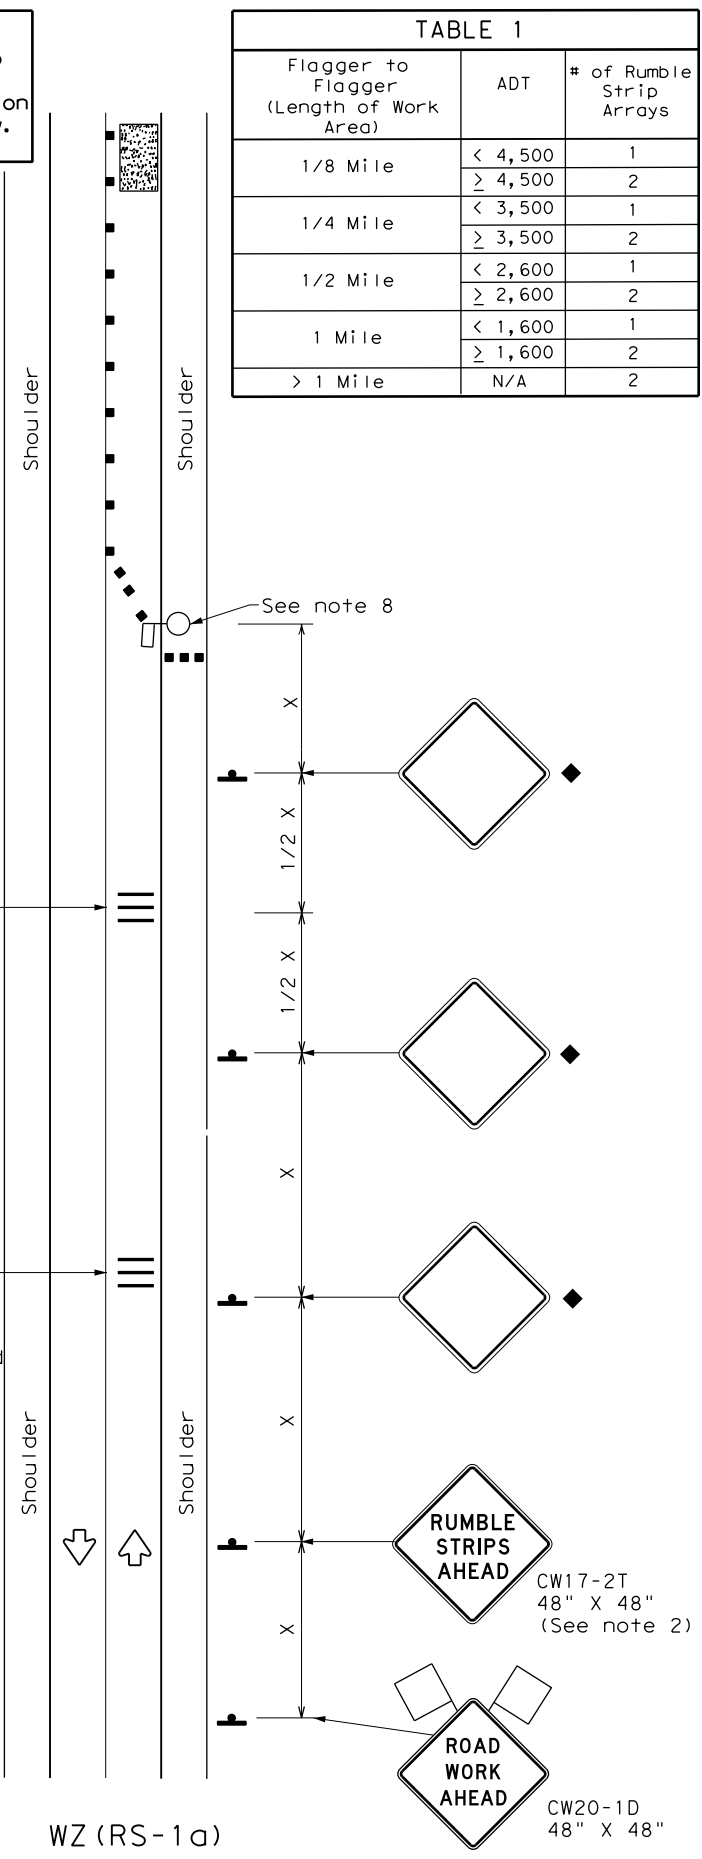 on
TABLE 1
Flagger to
Flagger
(Length of Work
Area)
ADT
# of Rumble
Strip
Arrays
1/8 Mile
< 4,500
1
≥ 4,500
2
1/4 Mile
< 3,500
1
≥ 3,500
2
1/2 Mile
< 2,600
1
≥ 2,600
2
1 Mile
< 1,600
1
≥ 1,600
2
> 1 Mile
N/A
2
Shoulder
Shoulder
See note 8
X
1/2 X
1/2 X
X
X
Shoulder
Shoulder
RUMBLE
STRIPS
AHEAD
CW17-2T
48" X 48"
(See note 2)
X
ROAD
WORK
AHEAD
CW20-1D
48" X 48"
WZ(RS-1a)